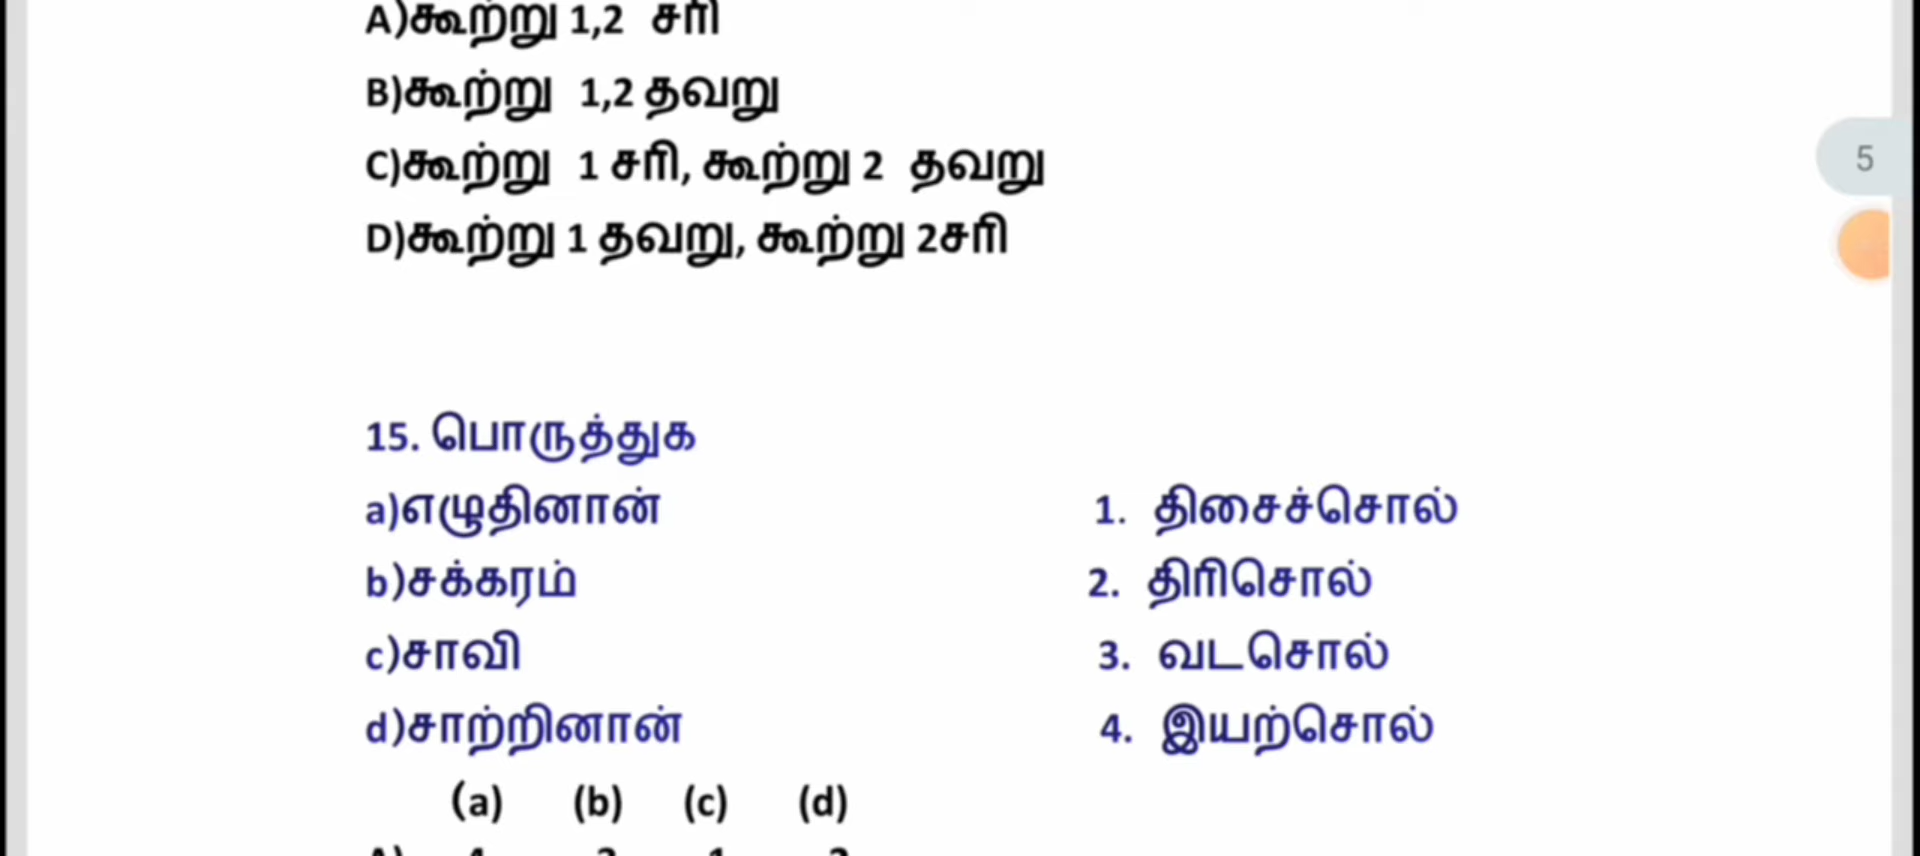 A)கூற்று 1,2 சரி
B)கூற்று 1,2 தவறு
C)கூற்று 1 சரி, கூற்று 2 தவறு
D)கூற்று 1 தவறு, கூற்று 2சரி
5
15. பொருத்துக
a)எழுதினான் 1. திசைச்சொல்
b)சக்கரம் 2. திரிசொல்
c)சாவி 3. வடசொல்
d)சாற்றினான் 4. இயற்சொல்
(a) (b) (c) (d)